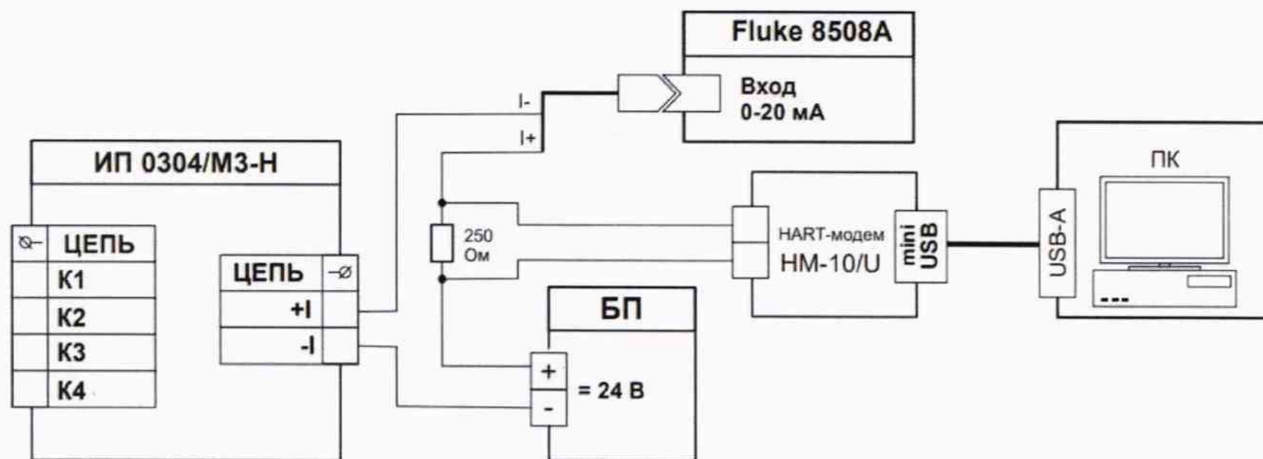 Fluke 8508A
Вход
0-20 мА
I-
I+
ИП 0304/М3-Н
ЦЕПЬ
К1
К2
К3
К4
ЦЕПЬ
+I
-I
250
Ом
HART-модем
НМ-10/U
mini
USB
USB-A
ПК
БП
+
= 24 В
-